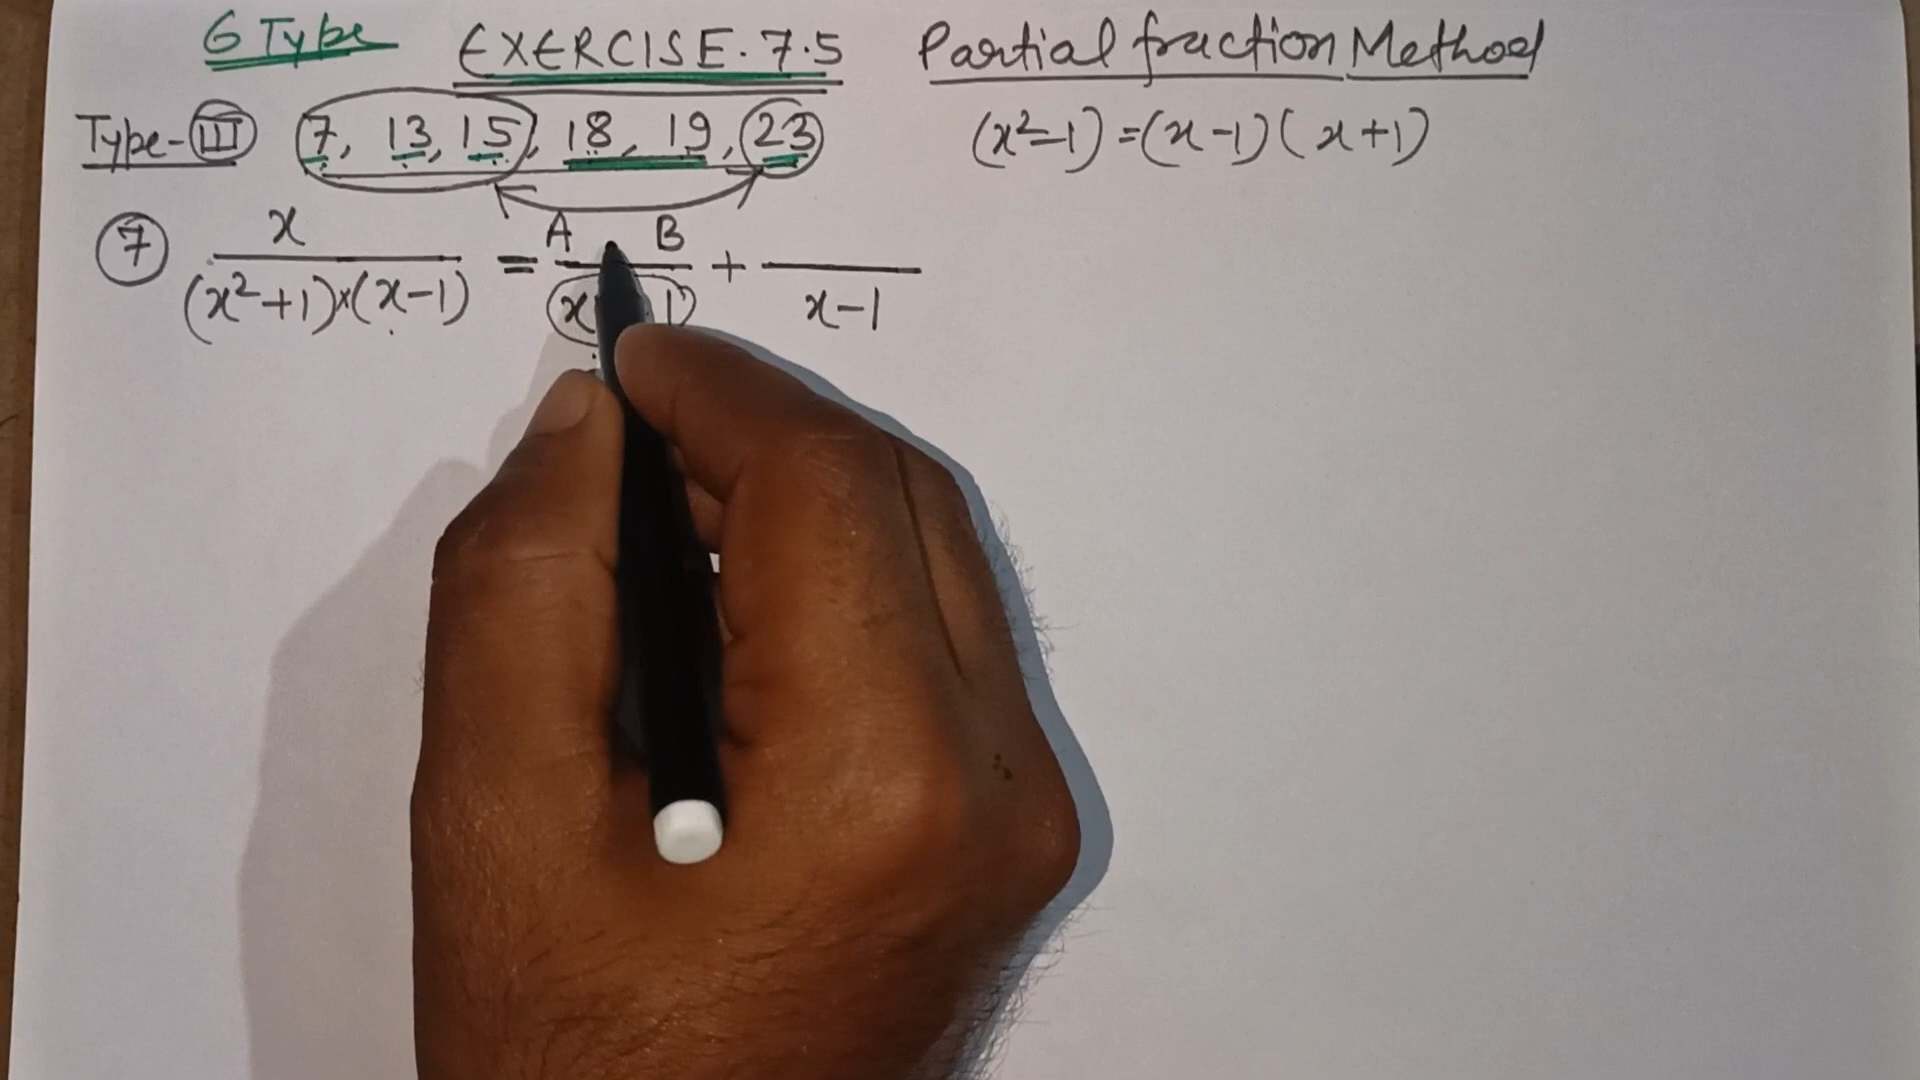 6 Type EXERCISE. 7.5 Partial fraction Method
Type-III 7, 13, 15, 18, 19, 23 (x²-1)=(x-1)(x+1)
7 x/(x²+1)×(x-1) = A B/(x 1) + /x-1